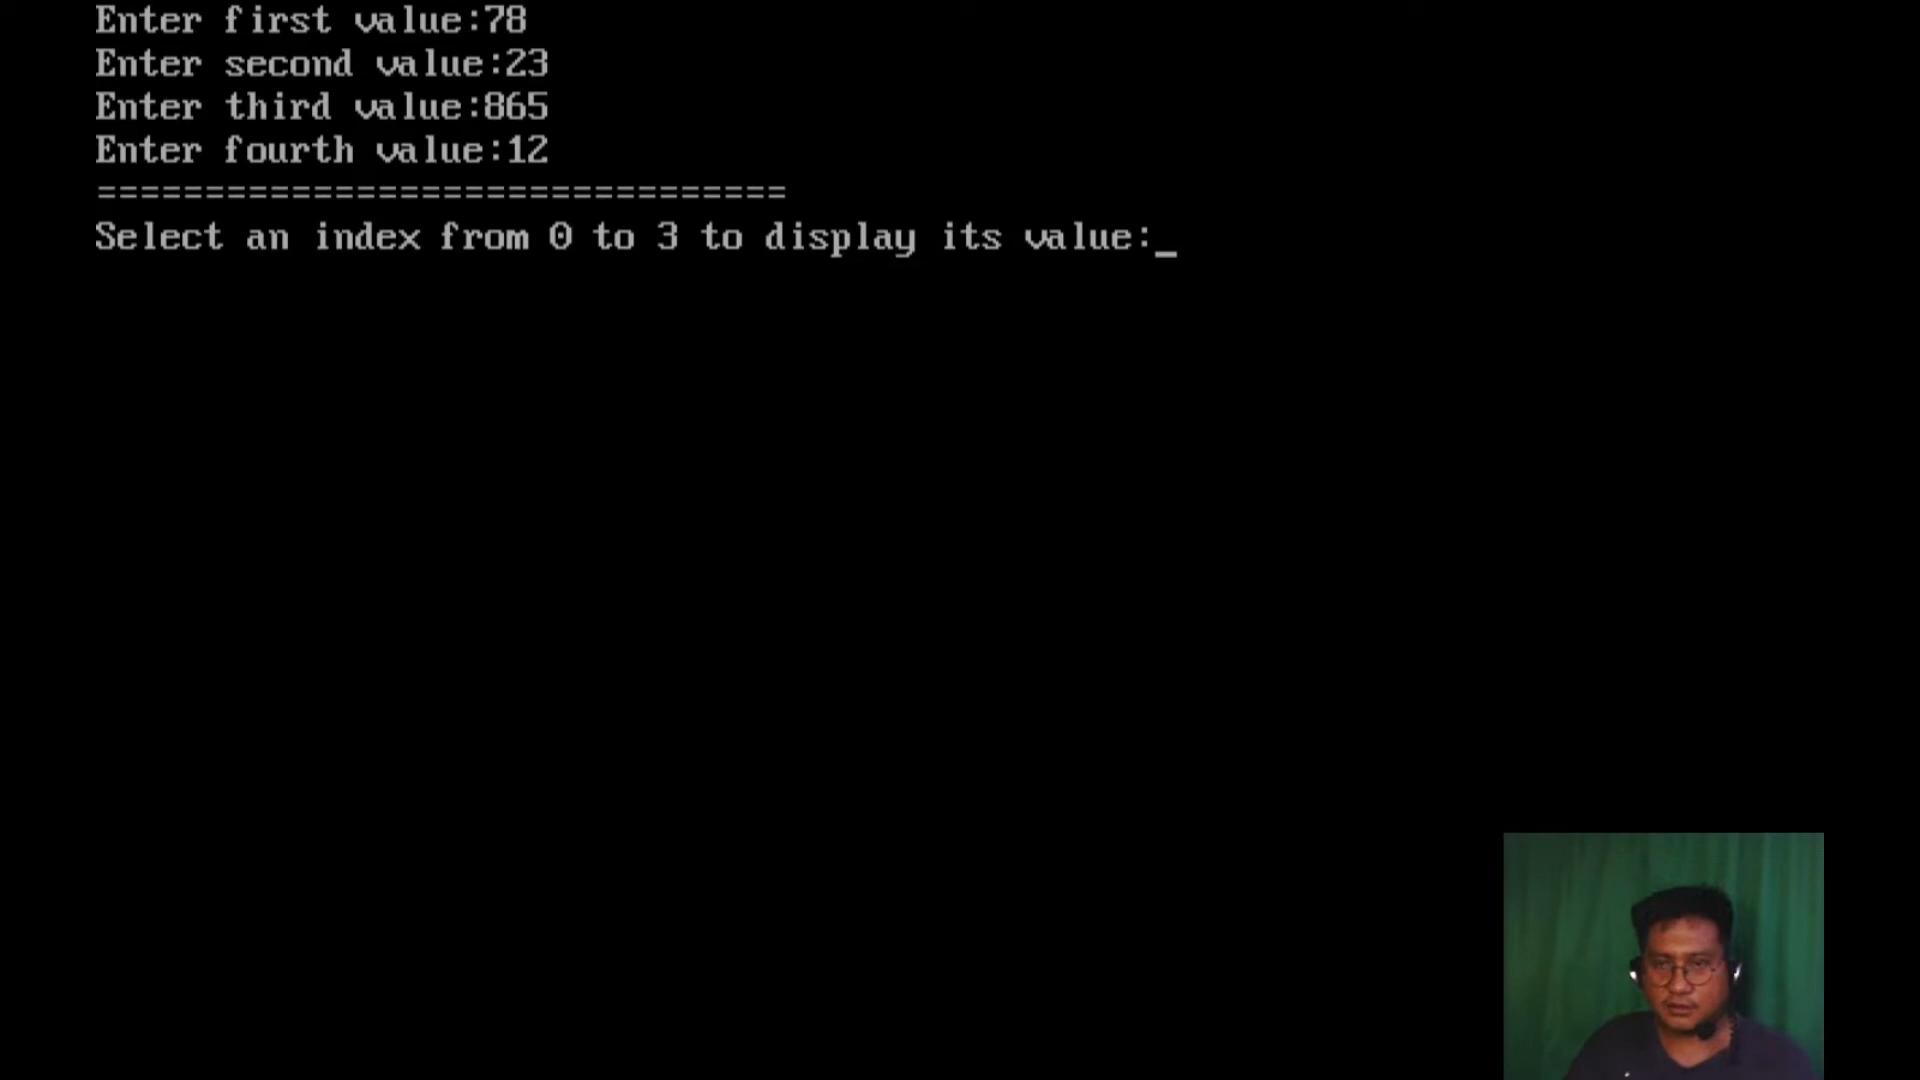 Enter first value:78
Enter second value:23
Enter third value:865
Enter fourth value:12
================================
Select an index from 0 to 3 to display its value:_